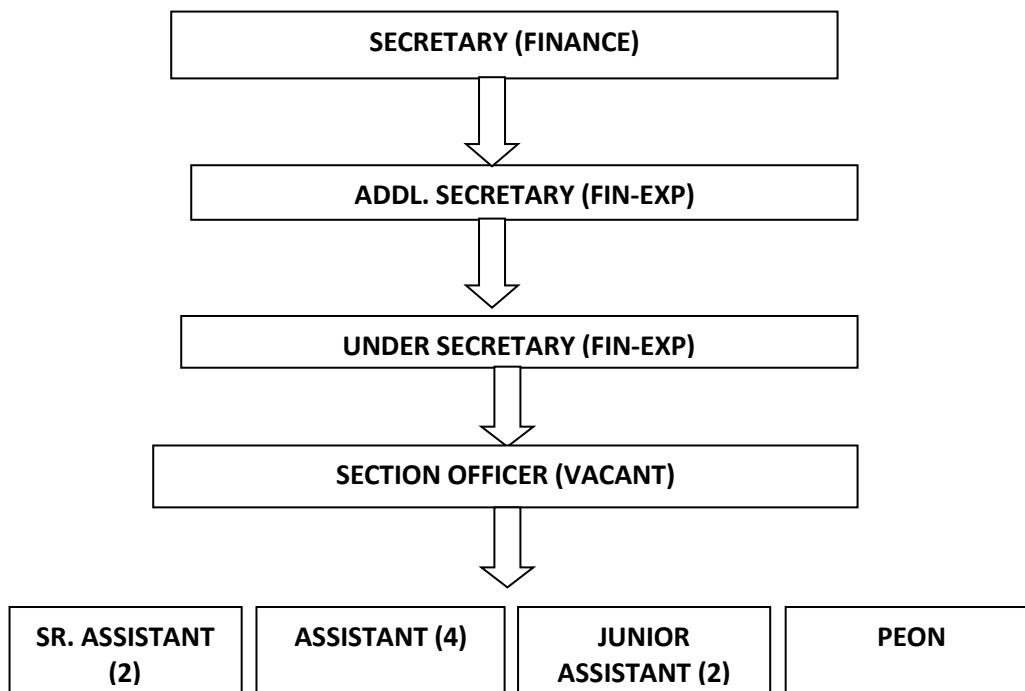 SECRETARY (FINANCE)
ADDL. SECRETARY (FIN-EXP)
UNDER SECRETARY (FIN-EXP)
SECTION OFFICER (VACANT)
SR. ASSISTANT
(2)
ASSISTANT (4)
JUNIOR
ASSISTANT (2)
PEON